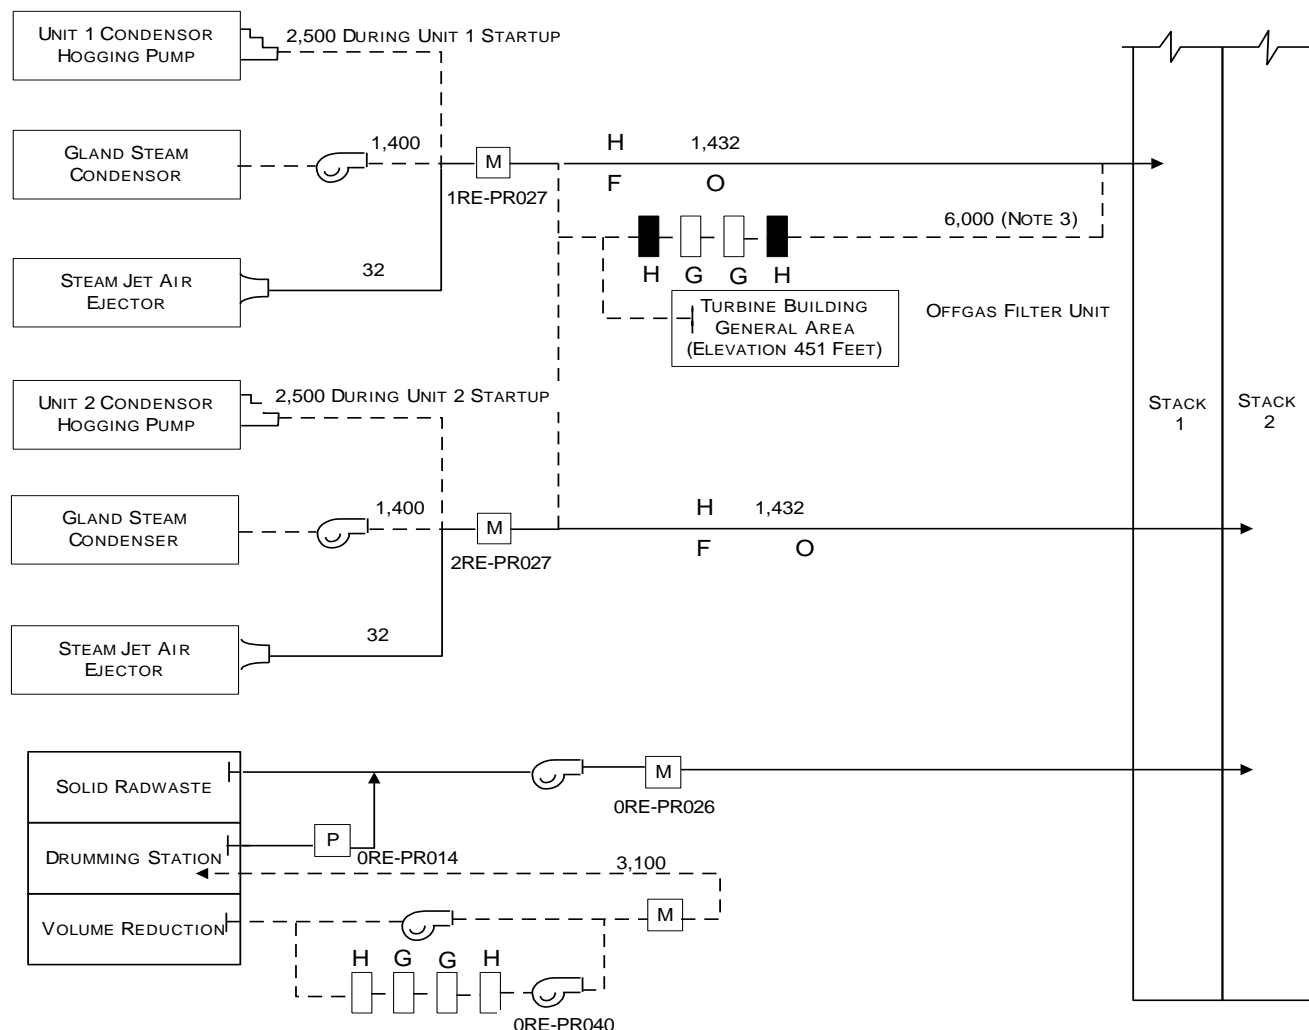 UNIT 1 CONDENSOR
HOGGING PUMP
2,500 DURING UNIT 1 STARTUP
GLAND STEAM
CONDENSOR
1,400
M
1RE-PR027
H 1,432
F O
STEAM JET AIR
EJECTOR
32
6,000 (NOTE 3)
H G G H
TURBINE BUILDING
GENERAL AREA
(ELEVATION 451 FEET)
OFFGAS FILTER UNIT
UNIT 2 CONDENSOR
HOGGING PUMP
2,500 DURING UNIT 2 STARTUP
STACK
1
STACK
2
GLAND STEAM
CONDENSER
1,400
M
2RE-PR027
H 1,432
F O
STEAM JET AIR
EJECTOR
32
SOLID RADWASTE
M
0RE-PR026
DRUMMING STATION
P
0RE-PR014
3,100
VOLUME REDUCTION
M
H G G H
0RE-PR040